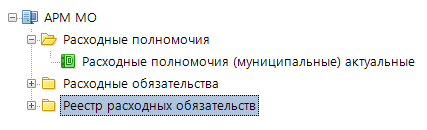 АРМ МО
Расходные полномочия
Расходные полномочия (муниципальные) актуальные
Расходные обязательства
Реестр расходных обязательств